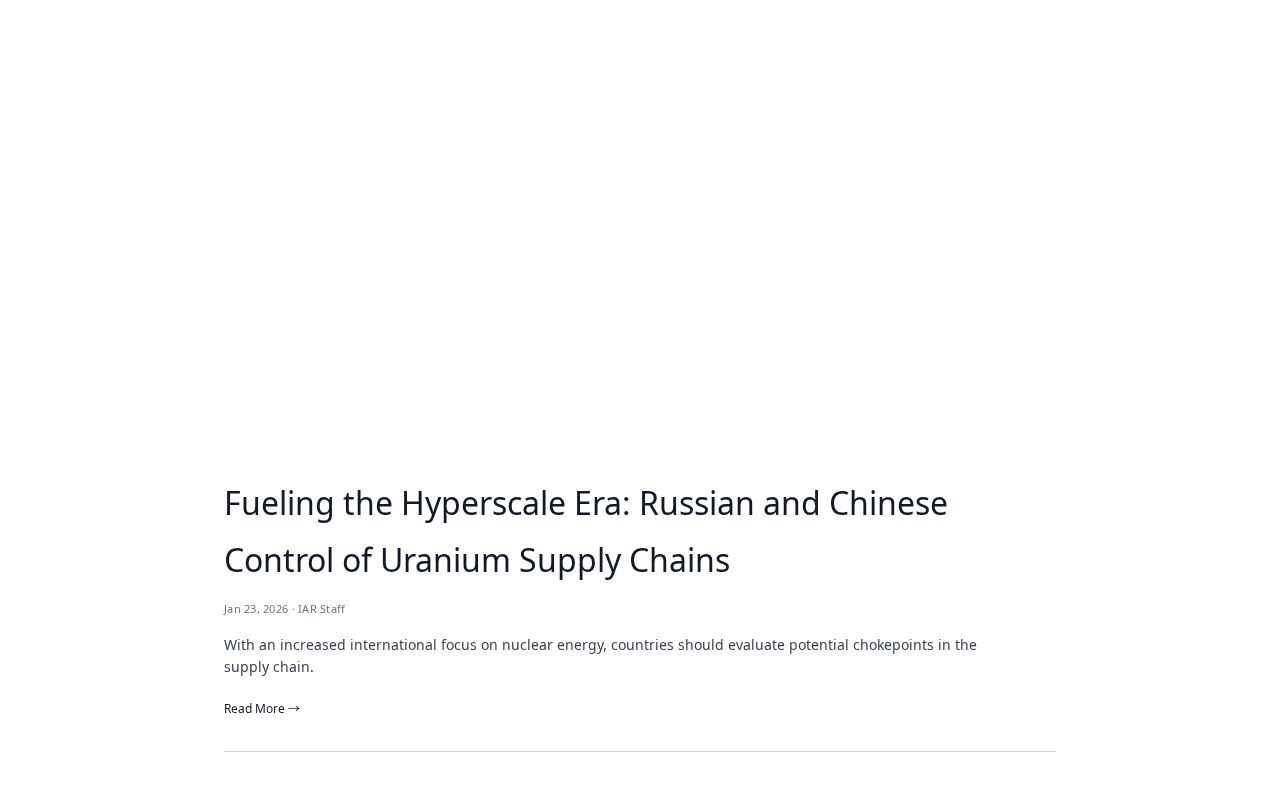 Fueling the Hyperscale Era: Russian and Chinese
Control of Uranium Supply Chains
Jan 23, 2026 · IAR Staff
With an increased international focus on nuclear energy, countries should evaluate potential chokepoints in the
supply chain.
Read More →